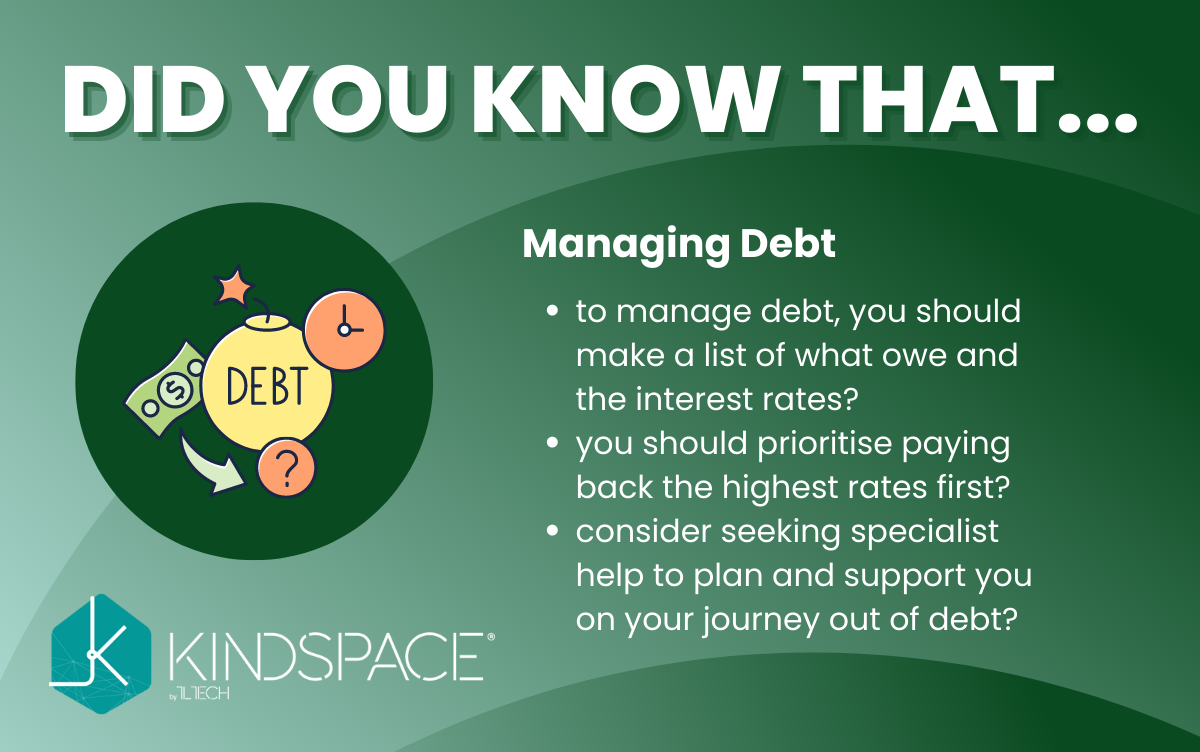 DID YOU KNOW THAT...
DEBT
$
?
Managing Debt
• to manage debt, you should
make a list of what owe and
the interest rates?
• you should prioritise paying
back the highest rates first?
• consider seeking specialist
help to plan and support you
on your journey out of debt?
KINDSPACE®
by TLTECH